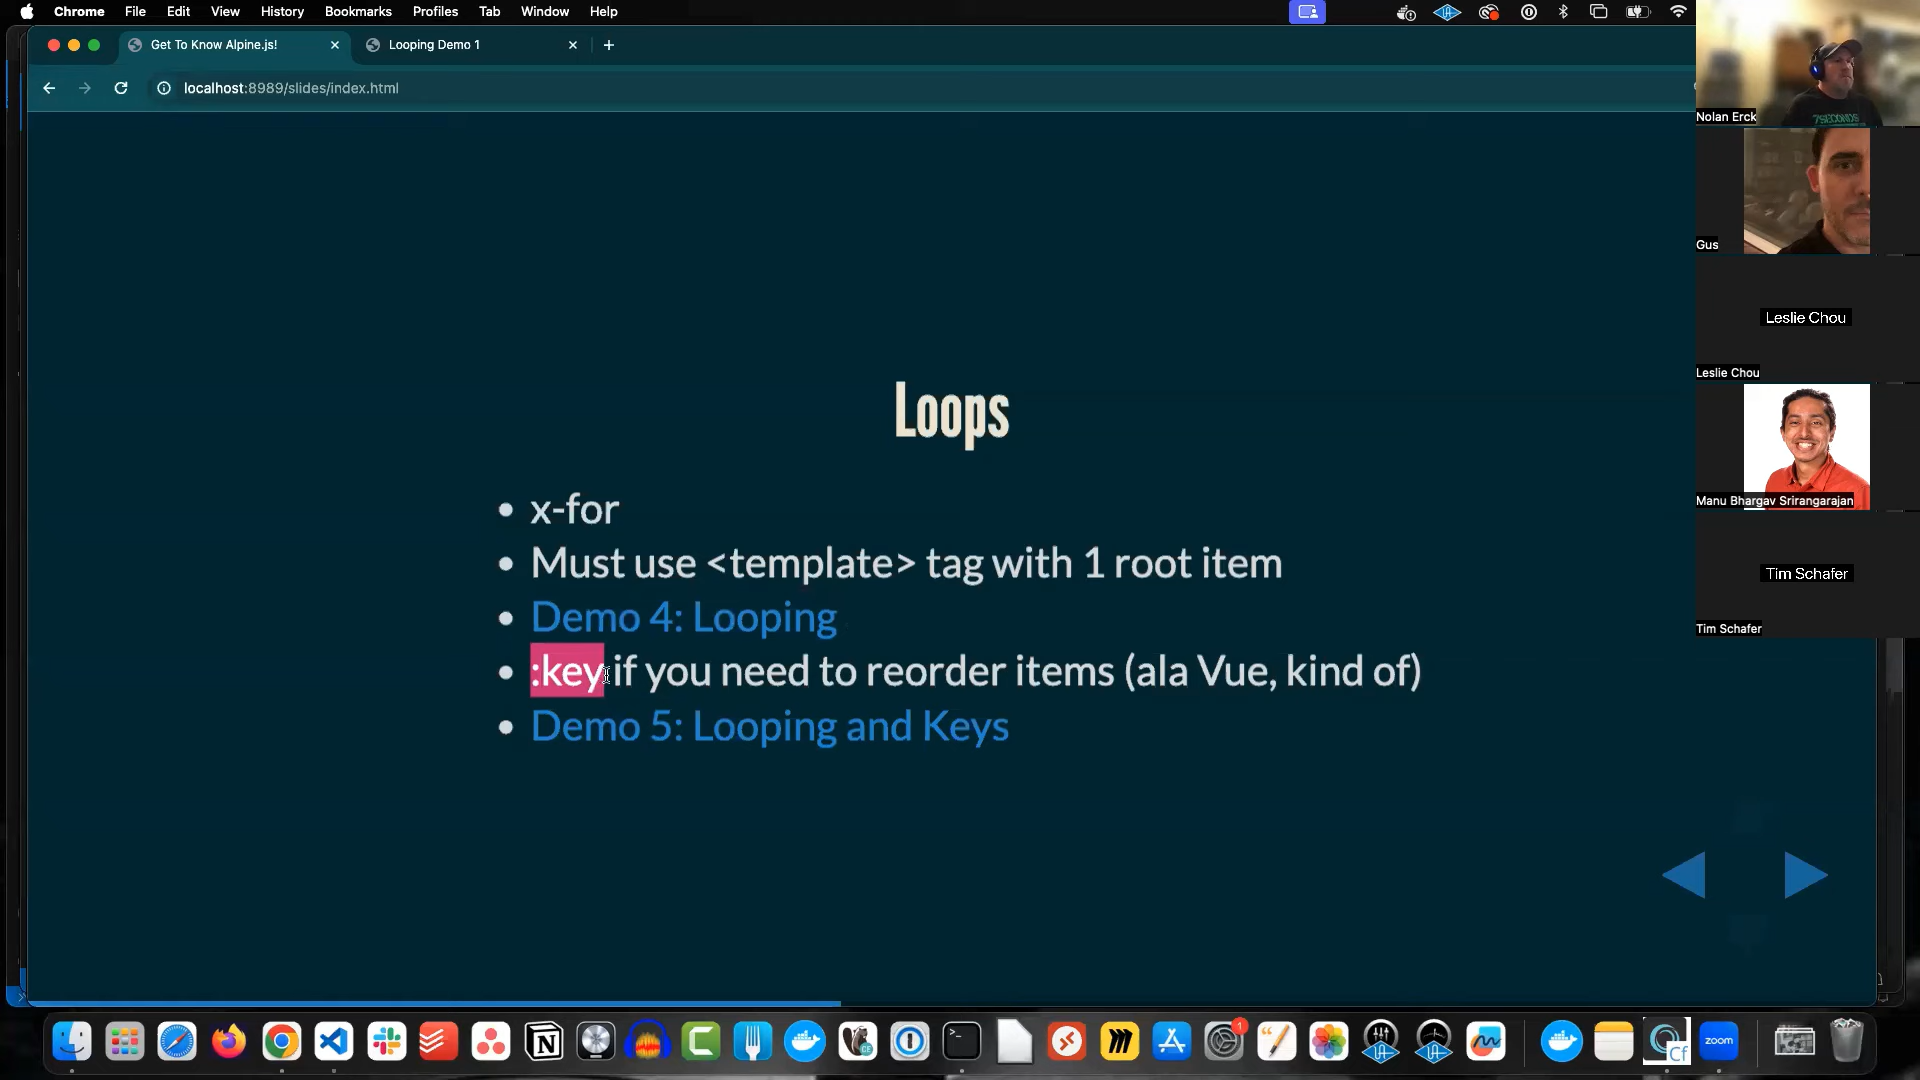 Chrome File Edit View History Bookmarks Profiles Tab Window Help
Get To Know Alpine.js!
Looping Demo 1
localhost:8989/slides/index.html
Loops
• x-for
• Must use <template> tag with 1 root item
• Demo 4: Looping
• :key if you need to reorder items (ala Vue, kind of)
• Demo 5: Looping and Keys
7SECONDS
Nolan Erck
Gus
Leslie Chou
Leslie Chou
Manu Bhargav Srirangarajan
Tim Schafer
Tim Schafer
1
Cf
zoom